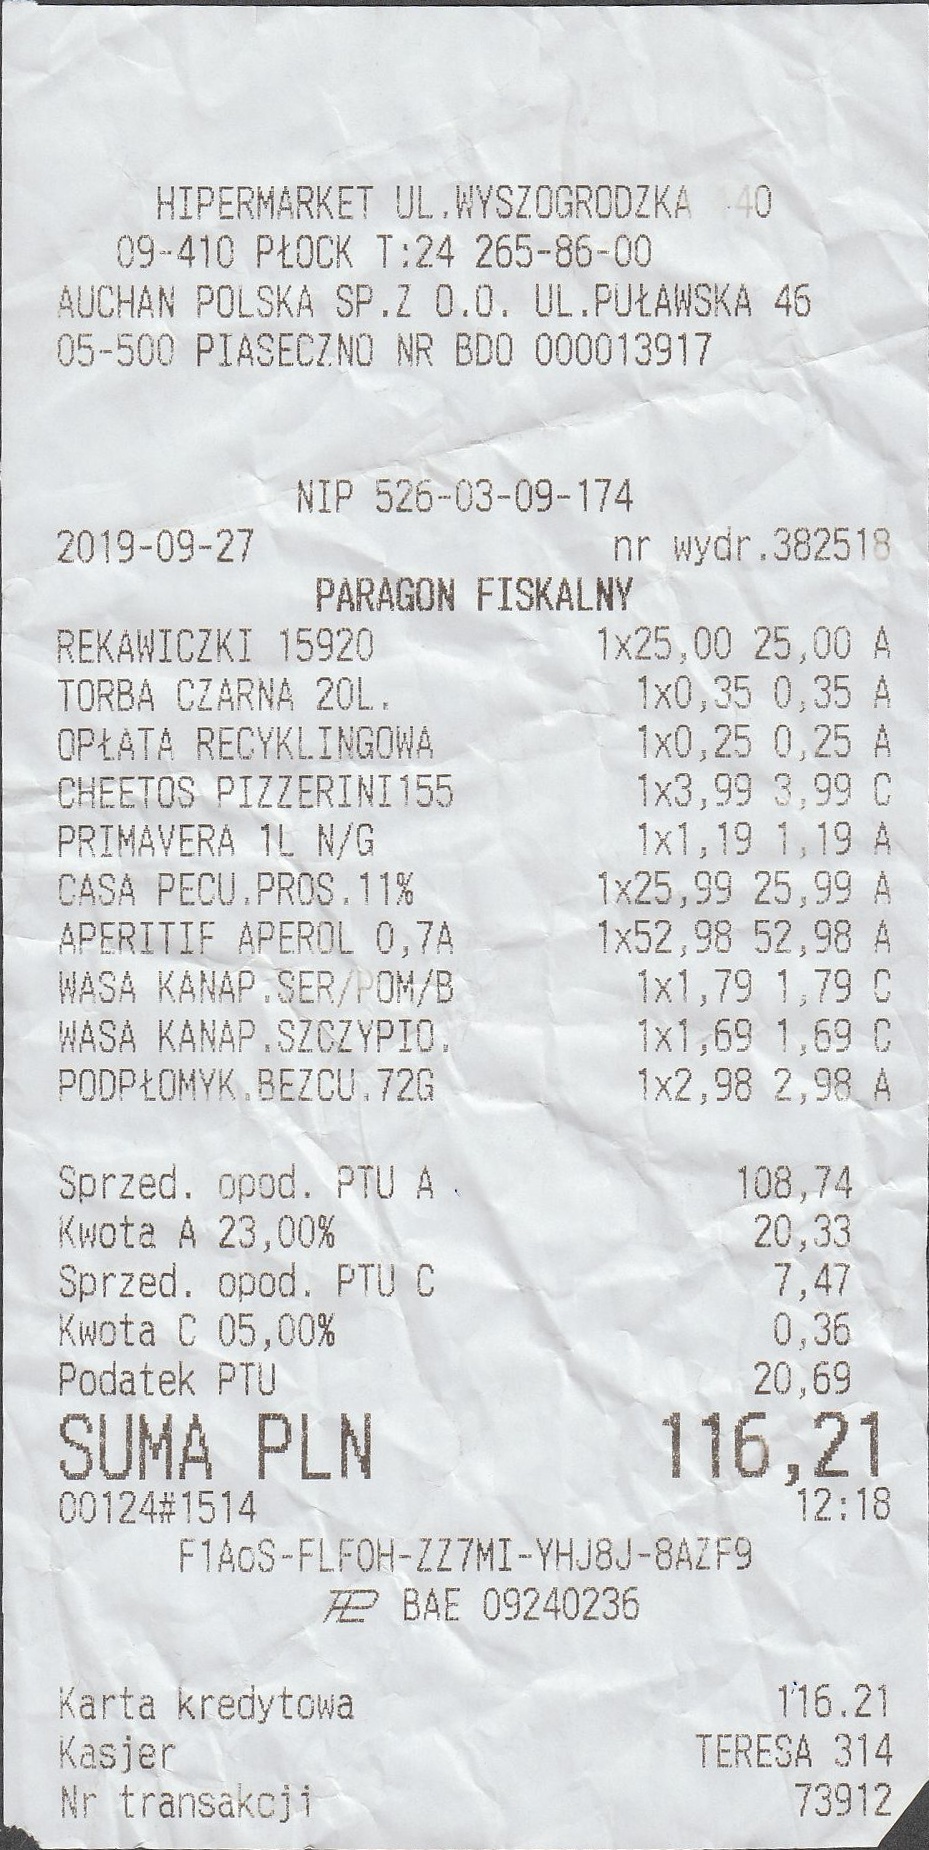 HIPERMARKET UL.WYSZOGRODZKA 140
09-410 PŁOCK T:24 265-86-00
AUCHAN POLSKA SP.Z O.O. UL.PUŁAWSKA 46
05-500 PIASECZNO NR BDO 000013917
NIP 526-03-09-174
2019-09-27 nr wydr.382518
PARAGON FISKALNY
REKAWICZKI 15920 1x25,00 25,00 A
TORBA CZARNA 20L. 1x0,35 0,35 A
OPŁATA RECYKLINGOWA 1x0,25 0,25 A
CHEETOS PIZZERINI155 1x3,99 3,99 C
PRIMAVERA 1L N/G 1x1,19 1,19 A
CASA PECU.PROS.11% 1x25,99 25,99 A
APERITIF APEROL 0,7A 1x52,98 52,98 A
WASA KANAP.SER/POM/B 1x1,79 1,79 C
WASA KANAP.SZCZYPIO. 1x1,69 1,69 C
PODPŁOMYK.BEZCU.72G 1x2,98 2,98 A
Sprzed. opod. PTU A 108,74
Kwota A 23,00% 20,33
Sprzed. opod. PTU C 7,47
Kwota C 05,00% 0,36
Podatek PTU 20,69
SUMA PLN 116,21
00124#1514 12:18
F1AoS-FLFOH-ZZ7MI-YHJ8J-8AZF9
BAE 09240236
Karta kredytowa 116.21
Kasjer TERESA 314
Nr transakcji 73912